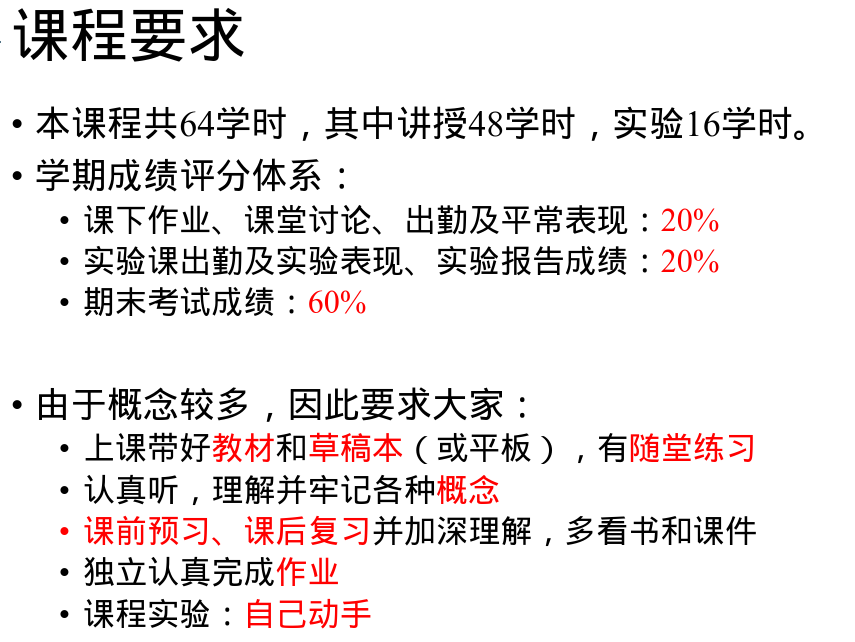 课程要求
• 本课程共64学时，其中讲授48学时，实验16学时。
• 学期成绩评分体系：
• 课下作业、课堂讨论、出勤及平常表现：20%
• 实验课出勤及实验表现、实验报告成绩：20%
• 期末考试成绩：60%
• 由于概念较多，因此要求大家：
• 上课带好教材和草稿本（或平板），有随堂练习
• 认真听，理解并牢记各种概念
• 课前预习、课后复习并加深理解，多看书和课件
• 独立认真完成作业
• 课程实验：自己动手